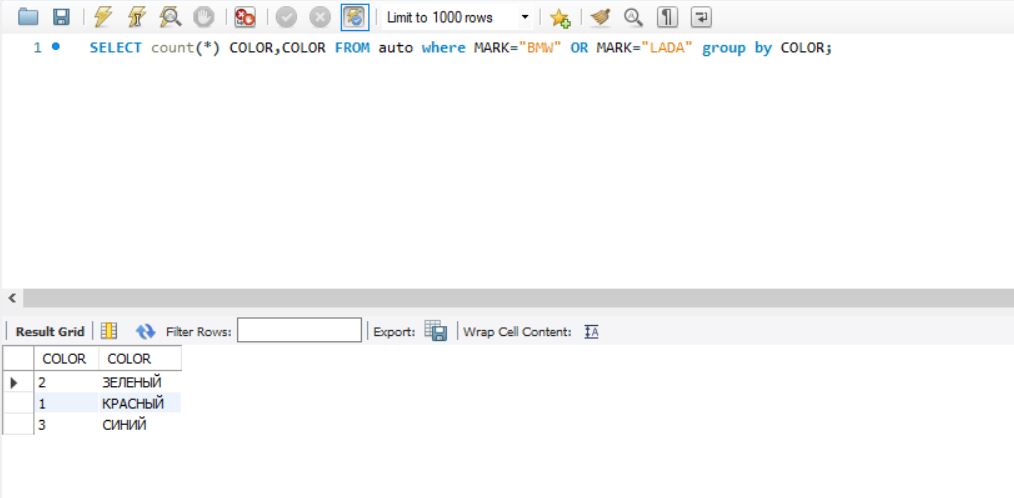 Limit to 1000 rows
1 SELECT count(*) COLOR,COLOR FROM auto where MARK="BMW" OR MARK="LADA" group by COLOR;
Result Grid Filter Rows: Export: Wrap Cell Content:
COLOR COLOR
2 ЗЕЛЕНЫЙ
1 КРАСНЫЙ
3 СИНИЙ